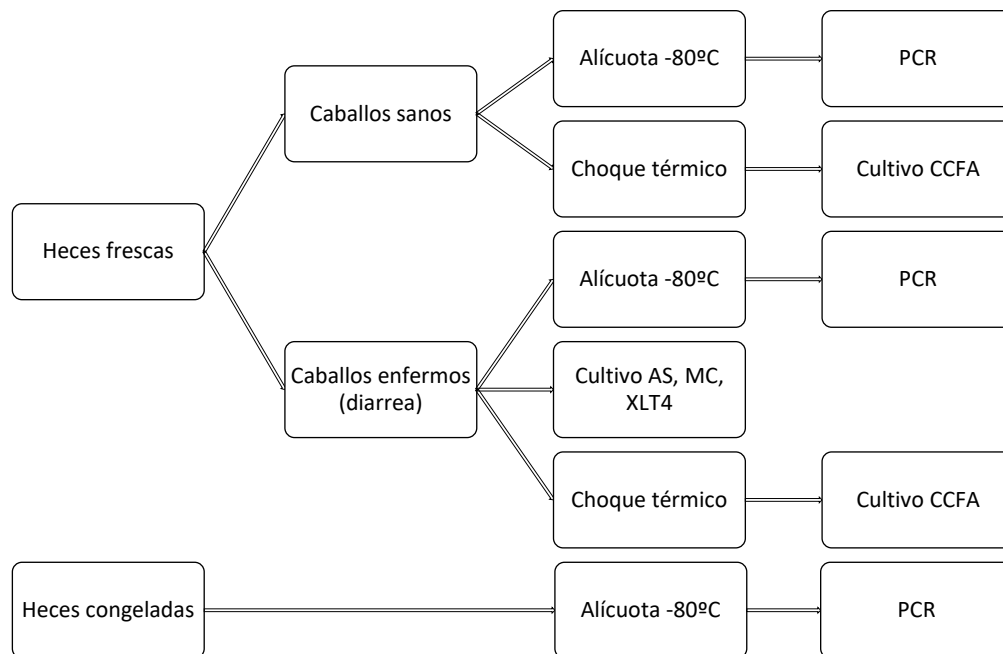 Alícuota -80ºC
PCR
Caballos sanos
Choque térmico
Cultivo CCFA
Heces frescas
Alícuota -80ºC
PCR
Caballos enfermos
(diarrea)
Cultivo AS, MC,
XLT4
Choque térmico
Cultivo CCFA
Heces congeladas
Alícuota -80ºC
PCR